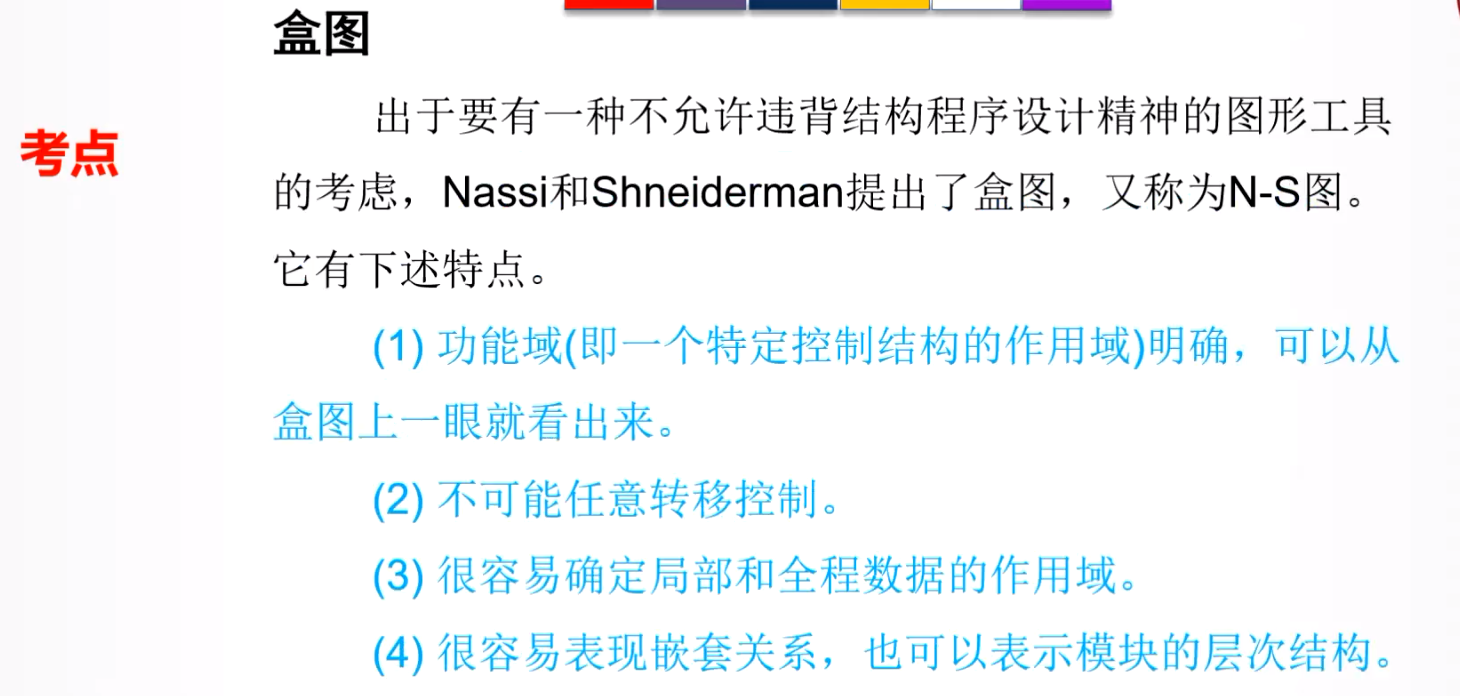 盒图
出于要有一种不允许违背结构程序设计精神的图形工具
考点
的考虑，Nassi和Shneiderman提出了盒图，又称为N-S图。
它有下述特点。
(1) 功能域(即一个特定控制结构的作用域)明确，可以从
盒图上一眼就看出来。
(2) 不可能任意转移控制。
(3) 很容易确定局部和全程数据的作用域。
(4) 很容易表现嵌套关系，也可以表示模块的层次结构。